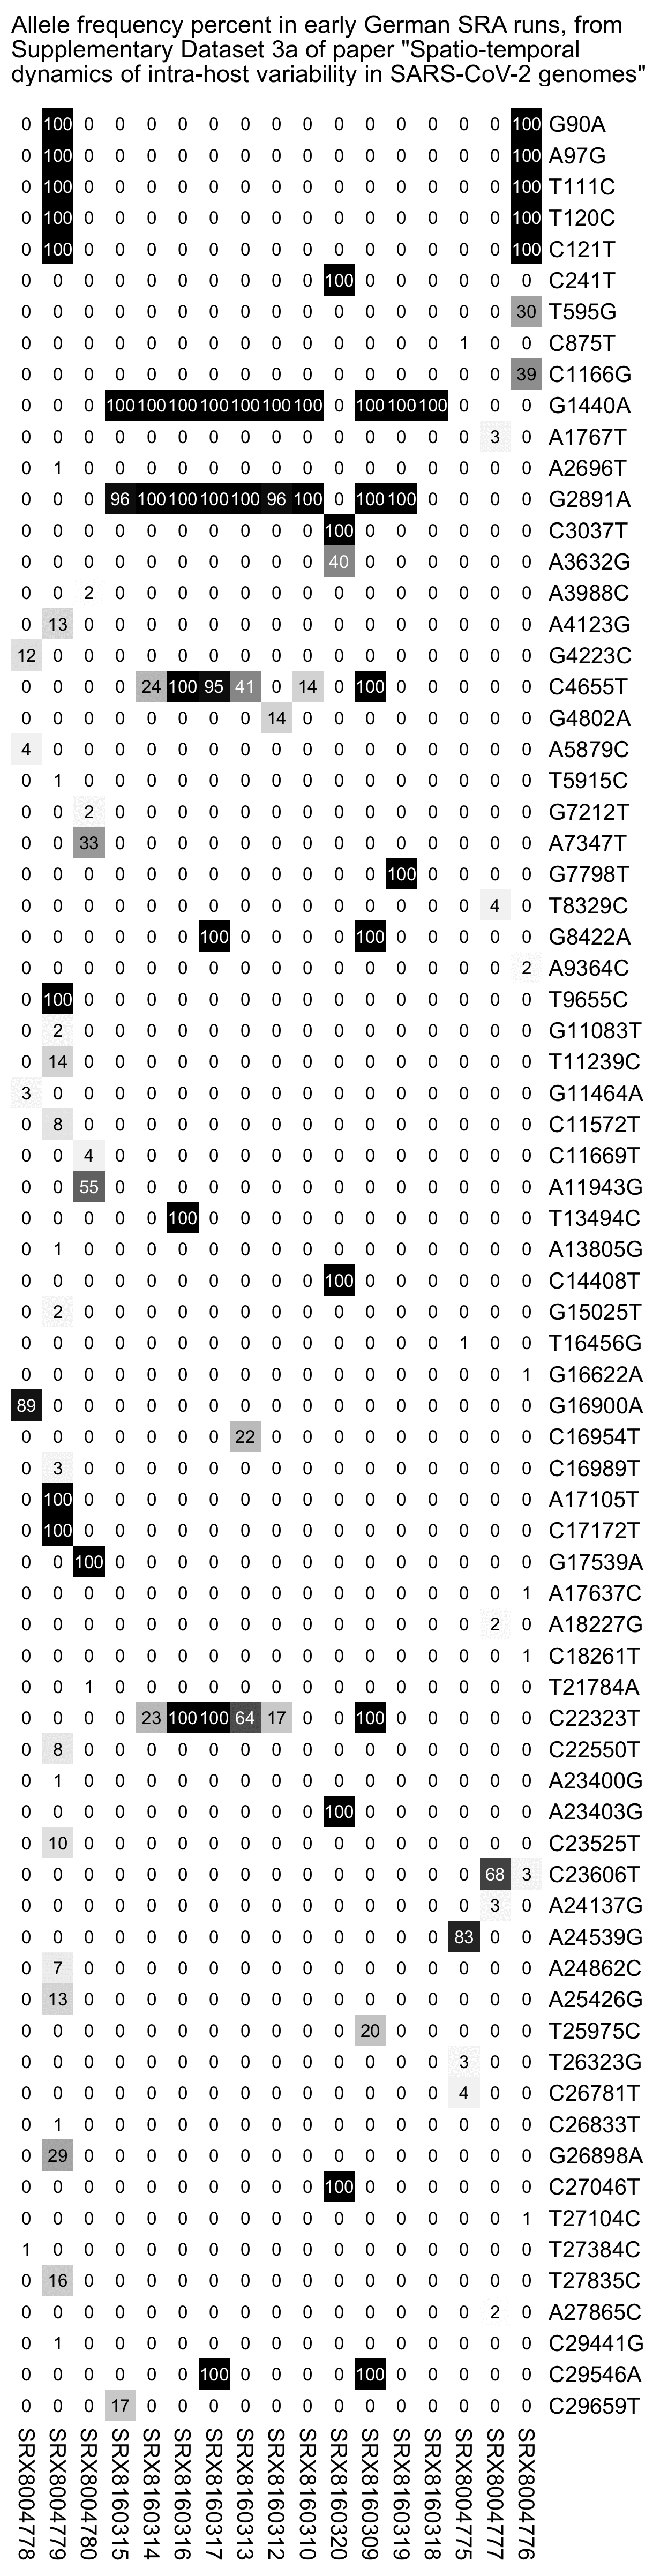 Allele frequency percent in early German SRA runs, from
Supplementary Dataset 3a of paper "Spatio-temporal
dynamics of intra-host variability in SARS-CoV-2 genomes"
0 100 0 0 0 0 0 0 0 0 0 0 0 0 0 0 100 G90A
0 100 0 0 0 0 0 0 0 0 0 0 0 0 0 0 100 A97G
0 100 0 0 0 0 0 0 0 0 0 0 0 0 0 0 100 T111C
0 100 0 0 0 0 0 0 0 0 0 0 0 0 0 0 100 T120C
0 100 0 0 0 0 0 0 0 0 0 0 0 0 0 0 100 C121T
0 0 0 0 0 0 0 0 0 0 100 0 0 0 0 0 0 C241T
0 0 0 0 0 0 0 0 0 0 0 0 0 0 0 0 30 T595G
0 0 0 0 0 0 0 0 0 0 0 0 0 0 1 0 0 C875T
0 0 0 0 0 0 0 0 0 0 0 0 0 0 0 0 39 C1166G
0 0 0 100 100 100 100 100 100 100 0 100 100 100 0 0 0 G1440A
0 0 0 0 0 0 0 0 0 0 0 0 0 0 0 3 0 A1767T
0 1 0 0 0 0 0 0 0 0 0 0 0 0 0 0 0 A2696T
0 0 0 96 100 100 100 100 96 100 0 100 100 0 0 0 0 G2891A
0 0 0 0 0 0 0 0 0 0 100 0 0 0 0 0 0 C3037T
0 0 0 0 0 0 0 0 0 0 40 0 0 0 0 0 0 A3632G
0 0 2 0 0 0 0 0 0 0 0 0 0 0 0 0 0 A3988C
0 13 0 0 0 0 0 0 0 0 0 0 0 0 0 0 0 A4123G
12 0 0 0 0 0 0 0 0 0 0 0 0 0 0 0 0 G4223C
0 0 0 0 24 100 95 41 0 14 0 100 0 0 0 0 0 C4655T
0 0 0 0 0 0 0 0 14 0 0 0 0 0 0 0 0 G4802A
4 0 0 0 0 0 0 0 0 0 0 0 0 0 0 0 0 A5879C
0 1 0 0 0 0 0 0 0 0 0 0 0 0 0 0 0 T5915C
0 0 2 0 0 0 0 0 0 0 0 0 0 0 0 0 0 G7212T
0 0 33 0 0 0 0 0 0 0 0 0 0 0 0 0 0 A7347T
0 0 0 0 0 0 0 0 0 0 0 0 100 0 0 0 0 G7798T
0 0 0 0 0 0 0 0 0 0 0 0 0 0 0 4 0 T8329C
0 0 0 0 0 0 100 0 0 0 0 100 0 0 0 0 0 G8422A
0 0 0 0 0 0 0 0 0 0 0 0 0 0 0 0 2 A9364C
0 100 0 0 0 0 0 0 0 0 0 0 0 0 0 0 0 T9655C
0 2 0 0 0 0 0 0 0 0 0 0 0 0 0 0 0 G11083T
0 14 0 0 0 0 0 0 0 0 0 0 0 0 0 0 0 T11239C
3 0 0 0 0 0 0 0 0 0 0 0 0 0 0 0 0 G11464A
0 8 0 0 0 0 0 0 0 0 0 0 0 0 0 0 0 C11572T
0 0 4 0 0 0 0 0 0 0 0 0 0 0 0 0 0 C11669T
0 0 55 0 0 0 0 0 0 0 0 0 0 0 0 0 0 A11943G
0 0 0 0 0 100 0 0 0 0 0 0 0 0 0 0 0 T13494C
0 1 0 0 0 0 0 0 0 0 0 0 0 0 0 0 0 A13805G
0 0 0 0 0 0 0 0 0 0 100 0 0 0 0 0 0 C14408T
0 2 0 0 0 0 0 0 0 0 0 0 0 0 0 0 0 G15025T
0 0 0 0 0 0 0 0 0 0 0 0 0 0 1 0 0 T16456G
0 0 0 0 0 0 0 0 0 0 0 0 0 0 0 0 1 G16622A
89 0 0 0 0 0 0 0 0 0 0 0 0 0 0 0 0 G16900A
0 0 0 0 0 0 0 22 0 0 0 0 0 0 0 0 0 C16954T
0 3 0 0 0 0 0 0 0 0 0 0 0 0 0 0 0 C16989T
0 100 0 0 0 0 0 0 0 0 0 0 0 0 0 0 0 A17105T
0 100 0 0 0 0 0 0 0 0 0 0 0 0 0 0 0 C17172T
0 0 100 0 0 0 0 0 0 0 0 0 0 0 0 0 0 G17539A
0 0 0 0 0 0 0 0 0 0 0 0 0 0 0 0 1 A17637C
0 0 0 0 0 0 0 0 0 0 0 0 0 0 0 2 0 A18227G
0 0 0 0 0 0 0 0 0 0 0 0 0 0 0 0 1 C18261T
0 0 1 0 0 0 0 0 0 0 0 0 0 0 0 0 0 T21784A
0 0 0 0 23 100 100 64 17 0 0 100 0 0 0 0 0 C22323T
0 8 0 0 0 0 0 0 0 0 0 0 0 0 0 0 0 C22550T
0 1 0 0 0 0 0 0 0 0 0 0 0 0 0 0 0 A23400G
0 0 0 0 0 0 0 0 0 0 100 0 0 0 0 0 0 A23403G
0 10 0 0 0 0 0 0 0 0 0 0 0 0 0 0 0 C23525T
0 0 0 0 0 0 0 0 0 0 0 0 0 0 0 68 3 C23606T
0 0 0 0 0 0 0 0 0 0 0 0 0 0 0 3 0 A24137G
0 0 0 0 0 0 0 0 0 0 0 0 0 0 83 0 0 A24539G
0 7 0 0 0 0 0 0 0 0 0 0 0 0 0 0 0 A24862C
0 13 0 0 0 0 0 0 0 0 0 0 0 0 0 0 0 A25426G
0 0 0 0 0 0 0 0 0 0 0 20 0 0 0 0 0 T25975C
0 0 0 0 0 0 0 0 0 0 0 0 0 0 3 0 0 T26323G
0 0 0 0 0 0 0 0 0 0 0 0 0 0 4 0 0 C26781T
0 1 0 0 0 0 0 0 0 0 0 0 0 0 0 0 0 C26833T
0 29 0 0 0 0 0 0 0 0 0 0 0 0 0 0 0 G26898A
0 0 0 0 0 0 0 0 0 0 100 0 0 0 0 0 0 C27046T
0 0 0 0 0 0 0 0 0 0 0 0 0 0 0 0 1 T27104C
1 0 0 0 0 0 0 0 0 0 0 0 0 0 0 0 0 T27384C
0 16 0 0 0 0 0 0 0 0 0 0 0 0 0 0 0 T27835C
0 0 0 0 0 0 0 0 0 0 0 0 0 0 0 2 0 A27865C
0 1 0 0 0 0 0 0 0 0 0 0 0 0 0 0 0 C29441G
0 0 0 0 0 0 100 0 0 0 0 100 0 0 0 0 0 C29546A
0 0 0 17 0 0 0 0 0 0 0 0 0 0 0 0 0 C29659T
SRX8004778
SRX8004779
SRX8004780
SRX8160315
SRX8160314
SRX8160316
SRX8160317
SRX8160313
SRX8160312
SRX8160310
SRX8160320
SRX8160309
SRX8160319
SRX8160318
SRX8004775
SRX8004777
SRX8004776